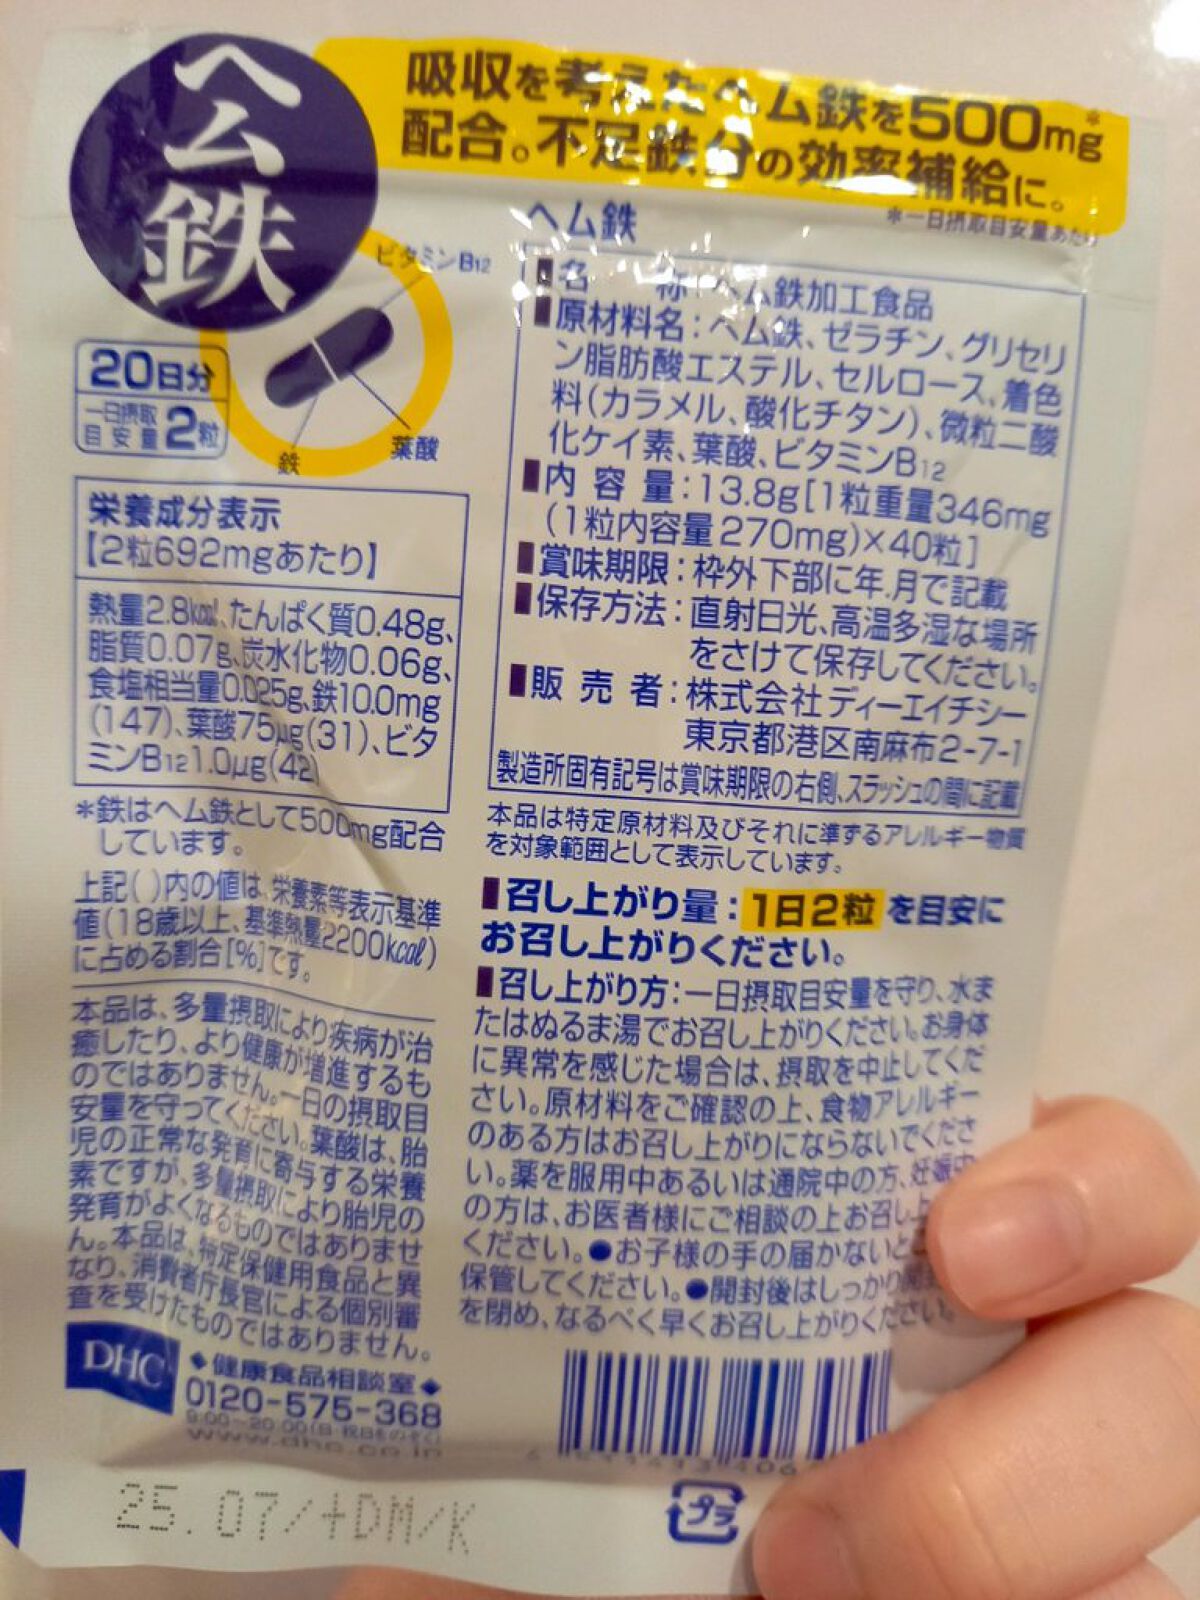 ヘム鉄
吸収を考えたヘム鉄を500mg*
配合。不足鉄分の効率補給に。
*一日摂取目安量あたり
ビタミンB12
鉄
葉酸
20日分
一日摂取
目安量2粒
栄養成分表示
【2粒692mgあたり】
熱量2.8kcal、たんぱく質0.48g、
脂質0.07g、炭水化物0.06g、
食塩相当量0.025g、鉄10.0mg
(147)、葉酸75μg(31)、ビタ
ミンB12 1.0μg(42)
*鉄はヘム鉄として500mg配合
しています。
上記( )内の値は、栄養素等表示基準
値(18歳以上、基準熱量2200kcal)
に占める割合[%]です。
本品は、多量摂取により疾病が治
癒したり、より健康が増進するも
のではありません。一日の摂取目
安量を守ってください。葉酸は、胎
児の正常な発育に寄与する栄養
素ですが、多量摂取により胎児の
発育がよくなるものではありませ
ん。本品は、特定保健用食品と異
なり、消費者庁長官による個別審
査を受けたものではありません。
DHC
◆健康食品相談室◆
0120-575-368
9:00〜20:00(日・祝日をのぞく)
www.dhc.co.jp
ヘム鉄
■名 称:ヘム鉄加工食品
■原材料名:ヘム鉄、ゼラチン、グリセリ
ン脂肪酸エステル、セルロース、着色
料(カラメル、酸化チタン)、微粒二酸
化ケイ素、葉酸、ビタミンB12
■内容量:13.8g[1粒重量346mg
(1粒内容量270mg)×40粒]
■賞味期限:枠外下部に年.月で記載
■保存方法:直射日光、高温多湿な場所
をさけて保存してください。
■販売者:株式会社ディーエイチシー
東京都港区南麻布2-7-1
製造所固有記号は賞味期限の右側、スラッシュの間に記載
本品は特定原材料及びそれに準ずるアレルギー物質
を対象範囲として表示しています。
■召し上がり量:1日2粒を目安に
お召し上がりください。
■召し上がり方:一日摂取目安量を守り、水ま
たはぬるま湯でお召し上がりください。お身体
に異常を感じた場合は、摂取を中止してくだ
さい。原材料をご確認の上、食物アレルギー
のある方はお召し上がりにならないでくださ
い。薬を服用中あるいは通院中の方、妊娠中
の方は、お医者様にご相談の上お召し上
ください。●お子様の手の届かないと
保管してください。●開封後はしっかり開
を閉め、なるべく早くお召し上がりください。
プラ
25.07/+DM/K